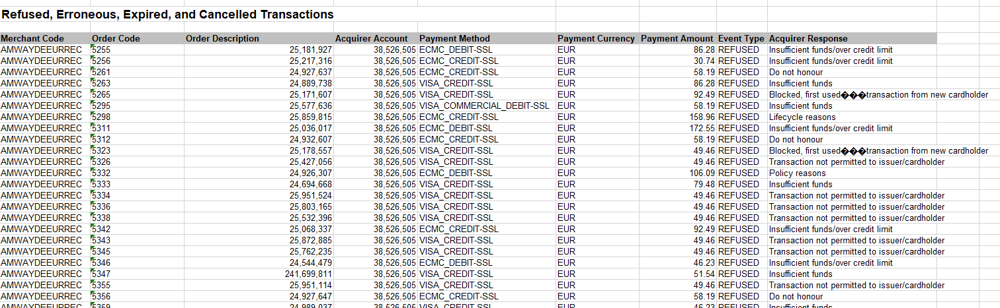 Refused, Erroneous, Expired, and Cancelled Transactions
Merchant Code Order Code Order Description Acquirer Account Payment Method Payment Currency Payment Amount Event Type Acquirer Response
AMWAYDEEURREC 5255 25,181,927 38,526,505 ECMC_DEBIT-SSL EUR 86.28 REFUSED Insufficient funds/over credit limit
AMWAYDEEURREC 5256 25,217,316 38,526,505 ECMC_CREDIT-SSL EUR 30.74 REFUSED Insufficient funds/over credit limit
AMWAYDEEURREC 5261 24,927,637 38,526,505 ECMC_CREDIT-SSL EUR 58.19 REFUSED Do not honour
AMWAYDEEURREC 5263 24,889,738 38,526,505 VISA_CREDIT-SSL EUR 86.28 REFUSED Insufficient funds
AMWAYDEEURREC 5265 25,171,607 38,526,505 VISA_CREDIT-SSL EUR 92.49 REFUSED Blocked, first used���transaction from new cardholder
AMWAYDEEURREC 5295 25,577,636 38,526,505 VISA_COMMERCIAL_DEBIT-SSL EUR 58.19 REFUSED Insufficient funds
AMWAYDEEURREC 5298 25,859,815 38,526,505 ECMC_CREDIT-SSL EUR 158.96 REFUSED Lifecycle reasons
AMWAYDEEURREC 5311 25,036,017 38,526,505 ECMC_DEBIT-SSL EUR 172.55 REFUSED Insufficient funds/over credit limit
AMWAYDEEURREC 5312 24,932,607 38,526,505 ECMC_CREDIT-SSL EUR 58.19 REFUSED Do not honour
AMWAYDEEURREC 5323 25,178,557 38,526,505 VISA_CREDIT-SSL EUR 49.46 REFUSED Blocked, first used���transaction from new cardholder
AMWAYDEEURREC 5326 25,427,056 38,526,505 VISA_CREDIT-SSL EUR 49.46 REFUSED Transaction not permitted to issuer/cardholder
AMWAYDEEURREC 5332 24,926,307 38,526,505 ECMC_DEBIT-SSL EUR 106.09 REFUSED Policy reasons
AMWAYDEEURREC 5333 24,694,668 38,526,505 VISA_CREDIT-SSL EUR 79.48 REFUSED Insufficient funds
AMWAYDEEURREC 5334 25,951,524 38,526,505 VISA_CREDIT-SSL EUR 49.46 REFUSED Transaction not permitted to issuer/cardholder
AMWAYDEEURREC 5336 25,803,165 38,526,505 VISA_CREDIT-SSL EUR 49.46 REFUSED Transaction not permitted to issuer/cardholder
AMWAYDEEURREC 5338 25,532,396 38,526,505 VISA_CREDIT-SSL EUR 49.46 REFUSED Transaction not permitted to issuer/cardholder
AMWAYDEEURREC 5342 25,068,337 38,526,505 ECMC_CREDIT-SSL EUR 92.49 REFUSED Insufficient funds/over credit limit
AMWAYDEEURREC 5343 25,872,885 38,526,505 VISA_CREDIT-SSL EUR 49.46 REFUSED Transaction not permitted to issuer/cardholder
AMWAYDEEURREC 5345 25,762,235 38,526,505 VISA_CREDIT-SSL EUR 49.46 REFUSED Transaction not permitted to issuer/cardholder
AMWAYDEEURREC 5346 24,544,479 38,526,505 ECMC_DEBIT-SSL EUR 46.23 REFUSED Insufficient funds/over credit limit
AMWAYDEEURREC 5347 241,699,811 38,526,505 VISA_CREDIT-SSL EUR 51.54 REFUSED Insufficient funds
AMWAYDEEURREC 5355 25,951,114 38,526,505 VISA_CREDIT-SSL EUR 49.46 REFUSED Transaction not permitted to issuer/cardholder
AMWAYDEEURREC 5356 24,927,647 38,526,505 ECMC_CREDIT-SSL EUR 58.19 REFUSED Do not honour
AMWAYDEEURREC 5359 24,989,037 38,526,505 VISA_CREDIT-SSL EUR 46.23 REFUSED Insufficient funds